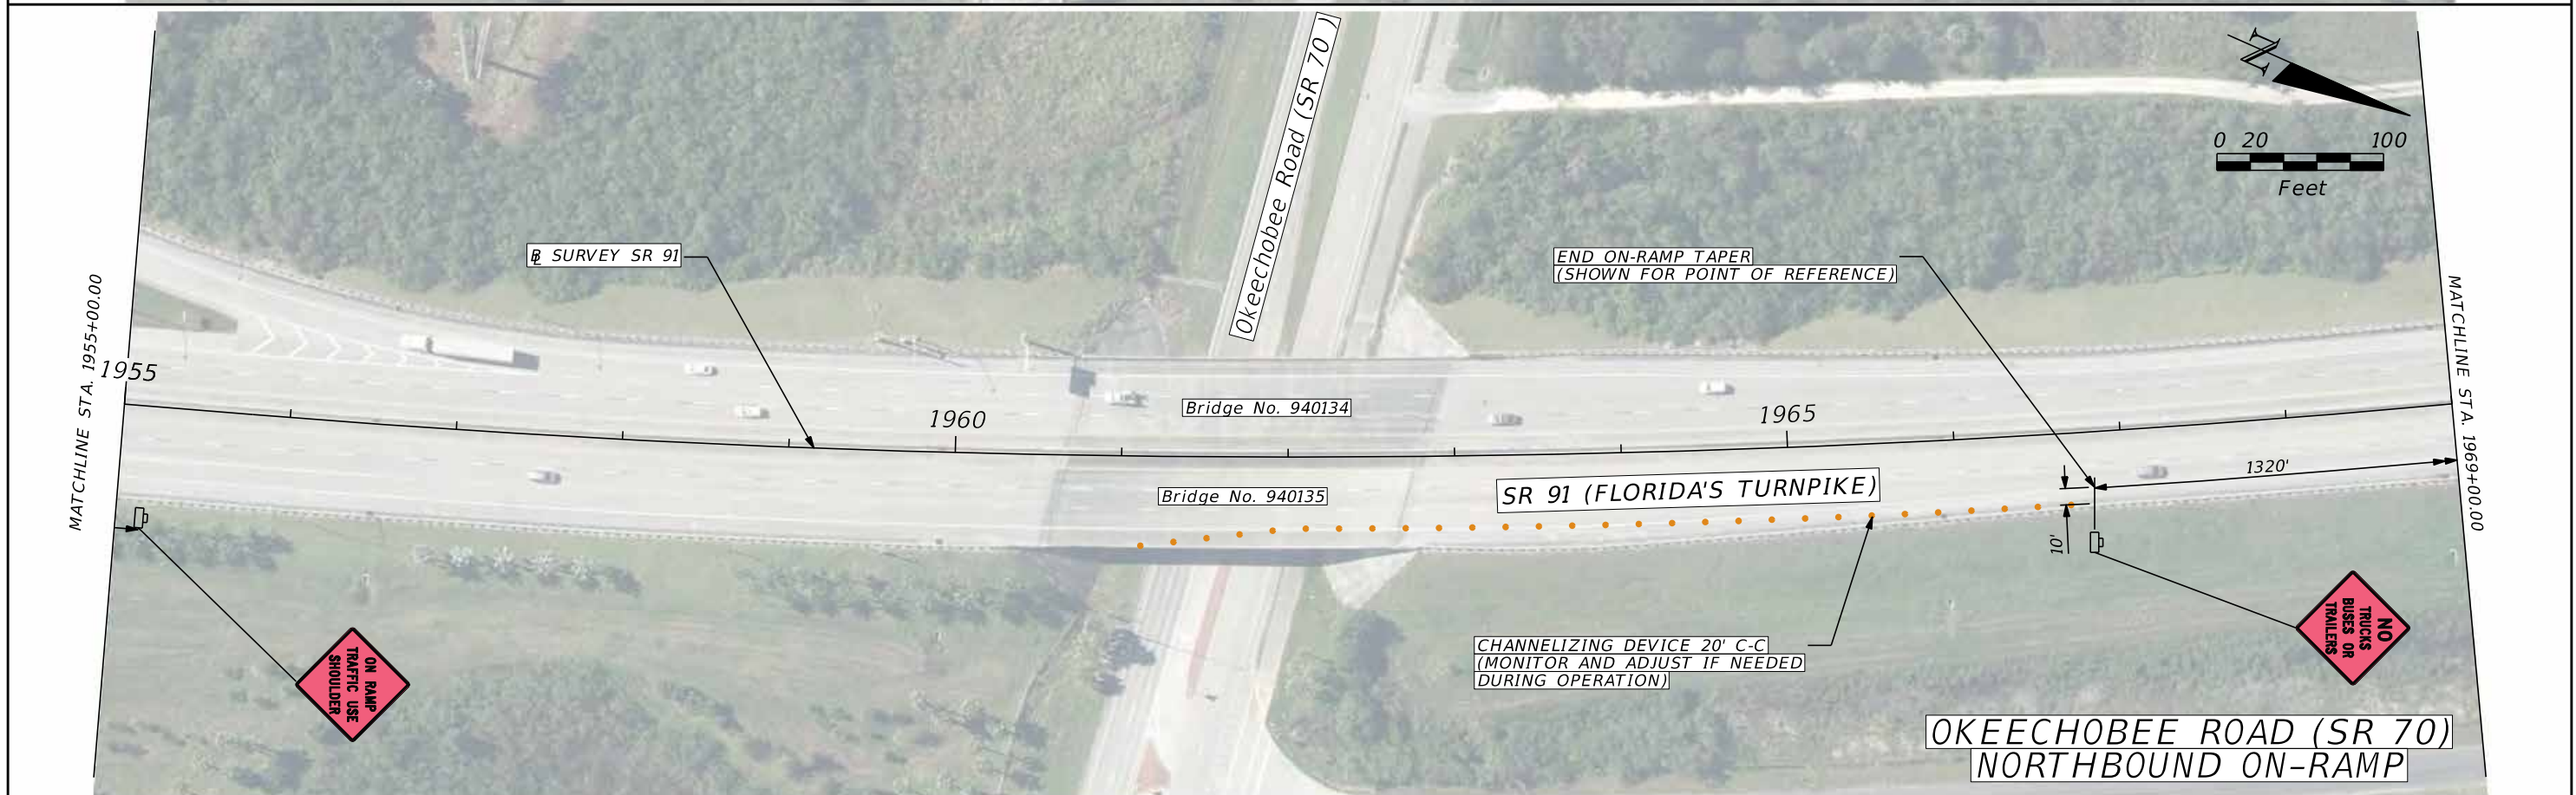 Okeechobee Road (SR 70 )
N
0 20 100
Feet
BL SURVEY SR 91
END ON-RAMP TAPER
(SHOWN FOR POINT OF REFERENCE)
MATCHLINE STA. 1955+00.00
MATCHLINE STA. 1969+00.00
1955
1960
1965
Bridge No. 940134
Bridge No. 940135
SR 91 (FLORIDA'S TURNPIKE)
1320'
10'
CHANNELIZING DEVICE 20' C-C
(MONITOR AND ADJUST IF NEEDED
DURING OPERATION)
ON RAMP
TRAFFIC USE
SHOULDER
NO
TRUCKS
BUSES OR
TRAILERS
OKEECHOBEE ROAD (SR 70)
NORTHBOUND ON-RAMP